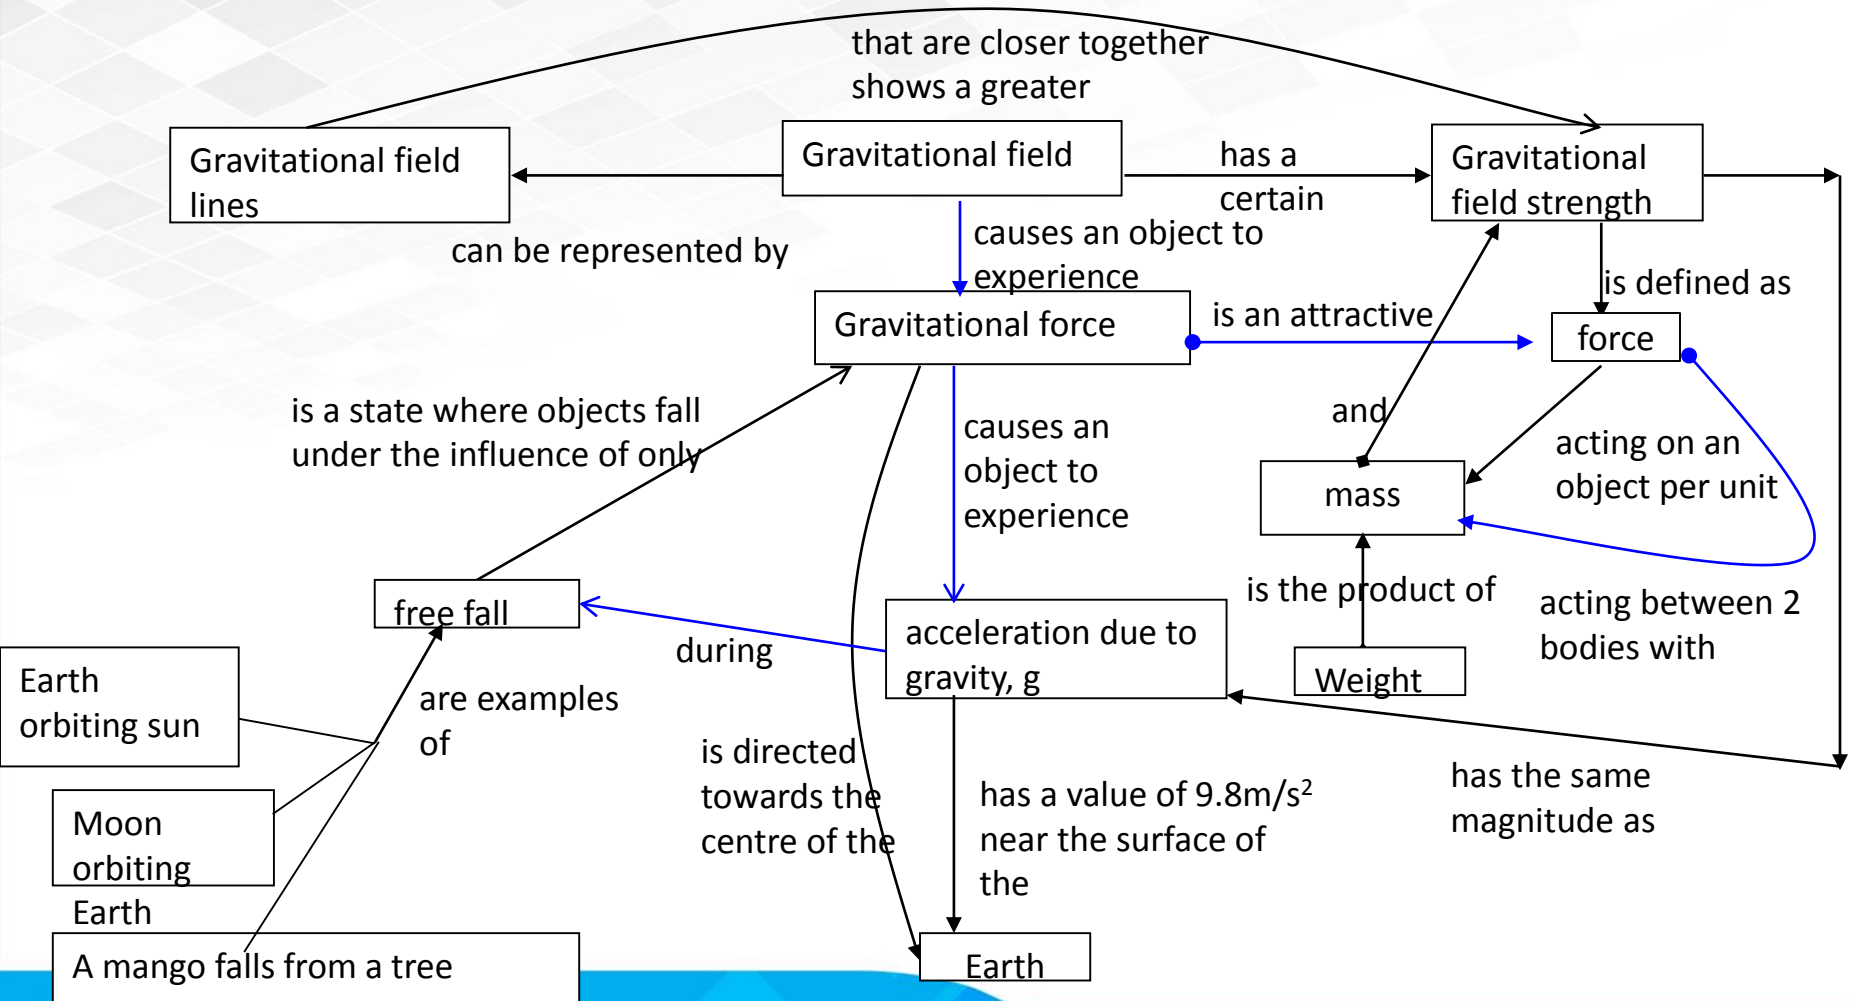 that are closer together
shows a greater
Gravitational field
lines
Gravitational field
has a
certain
Gravitational
field strength
can be represented by
causes an object to
experience
is defined as
Gravitational force
is an attractive
force
is a state where objects fall
under the influence of only
causes an
object to
experience
and
acting on an
object per unit
mass
free fall
is the product of
acting between 2
bodies with
during
acceleration due to
gravity, g
Weight
Earth
orbiting sun
are examples
of
is directed
towards the
centre of the
has a value of 9.8m/s²
near the surface of
the
has the same
magnitude as
Moon
orbiting
Earth
A mango falls from a tree
Earth